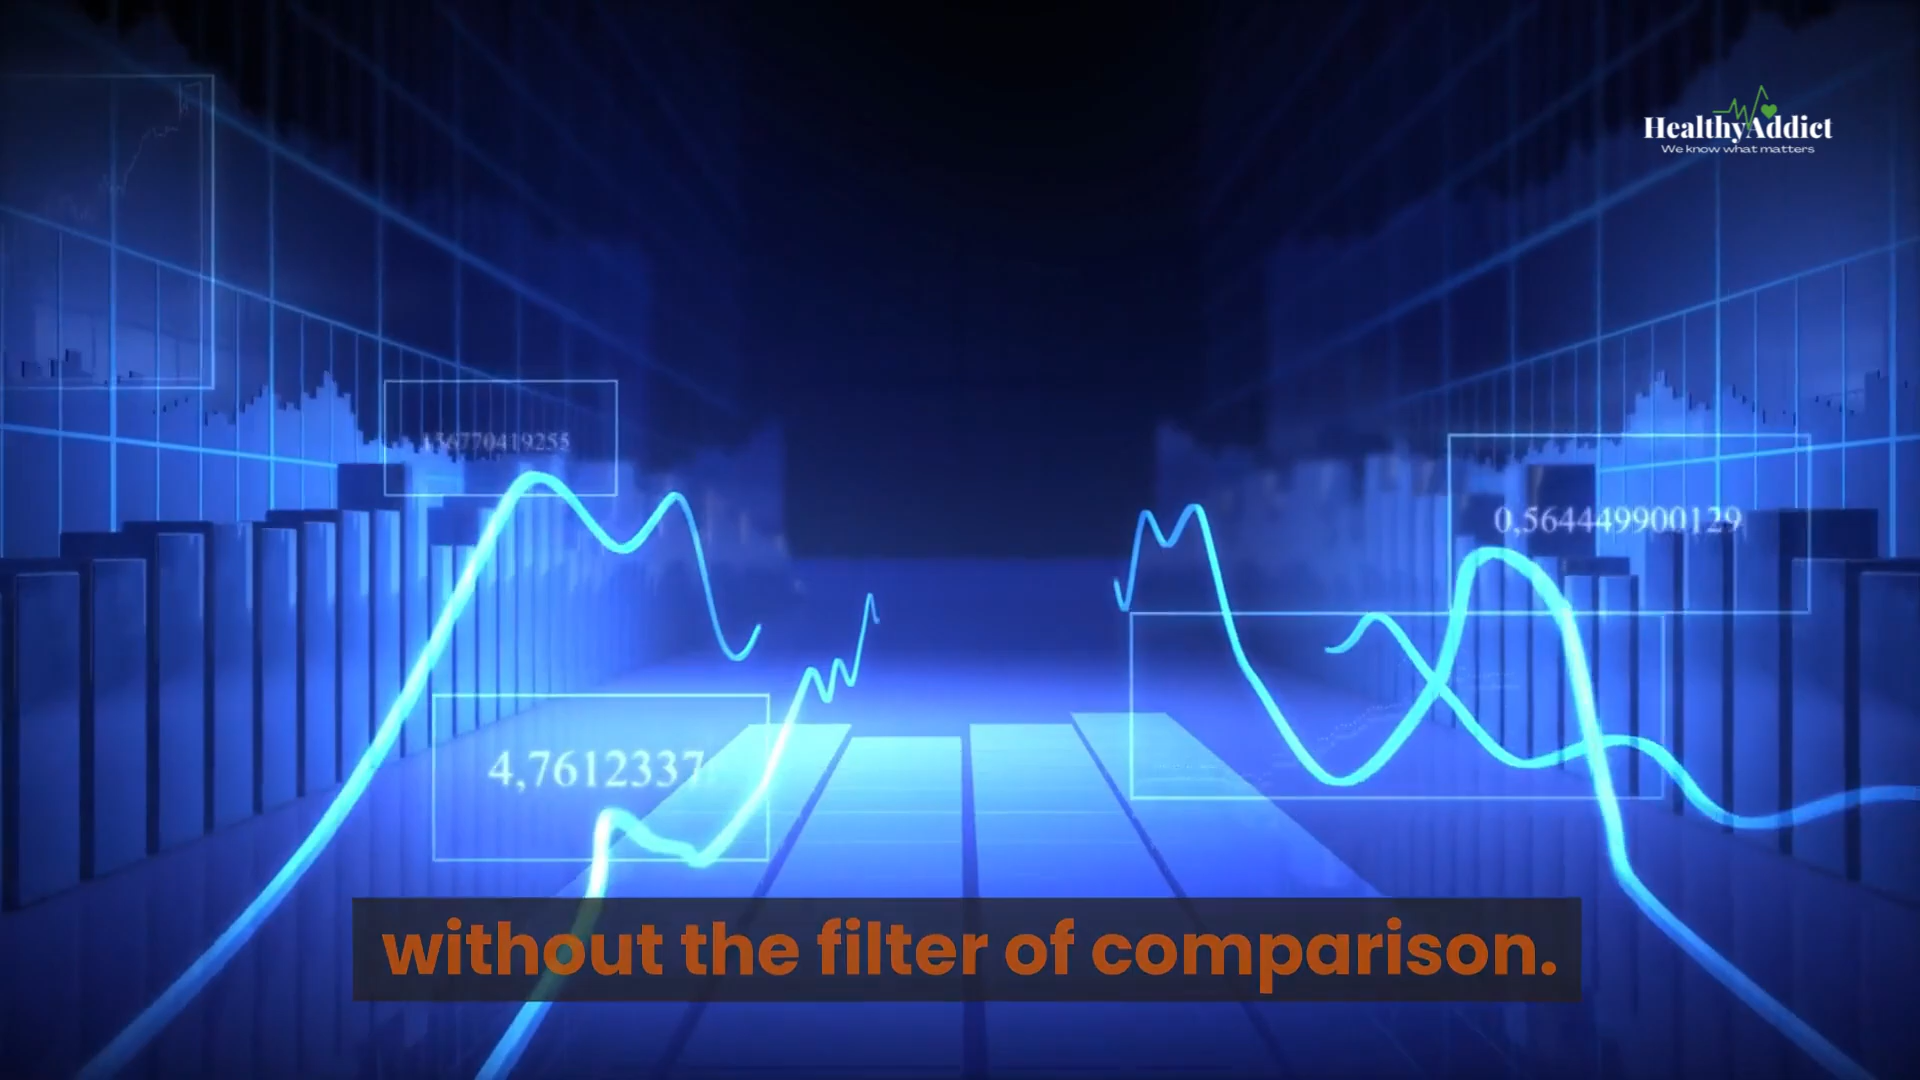 HealthyAddict
We know what matters
0,564449900129
4,7612337
without the filter of comparison.